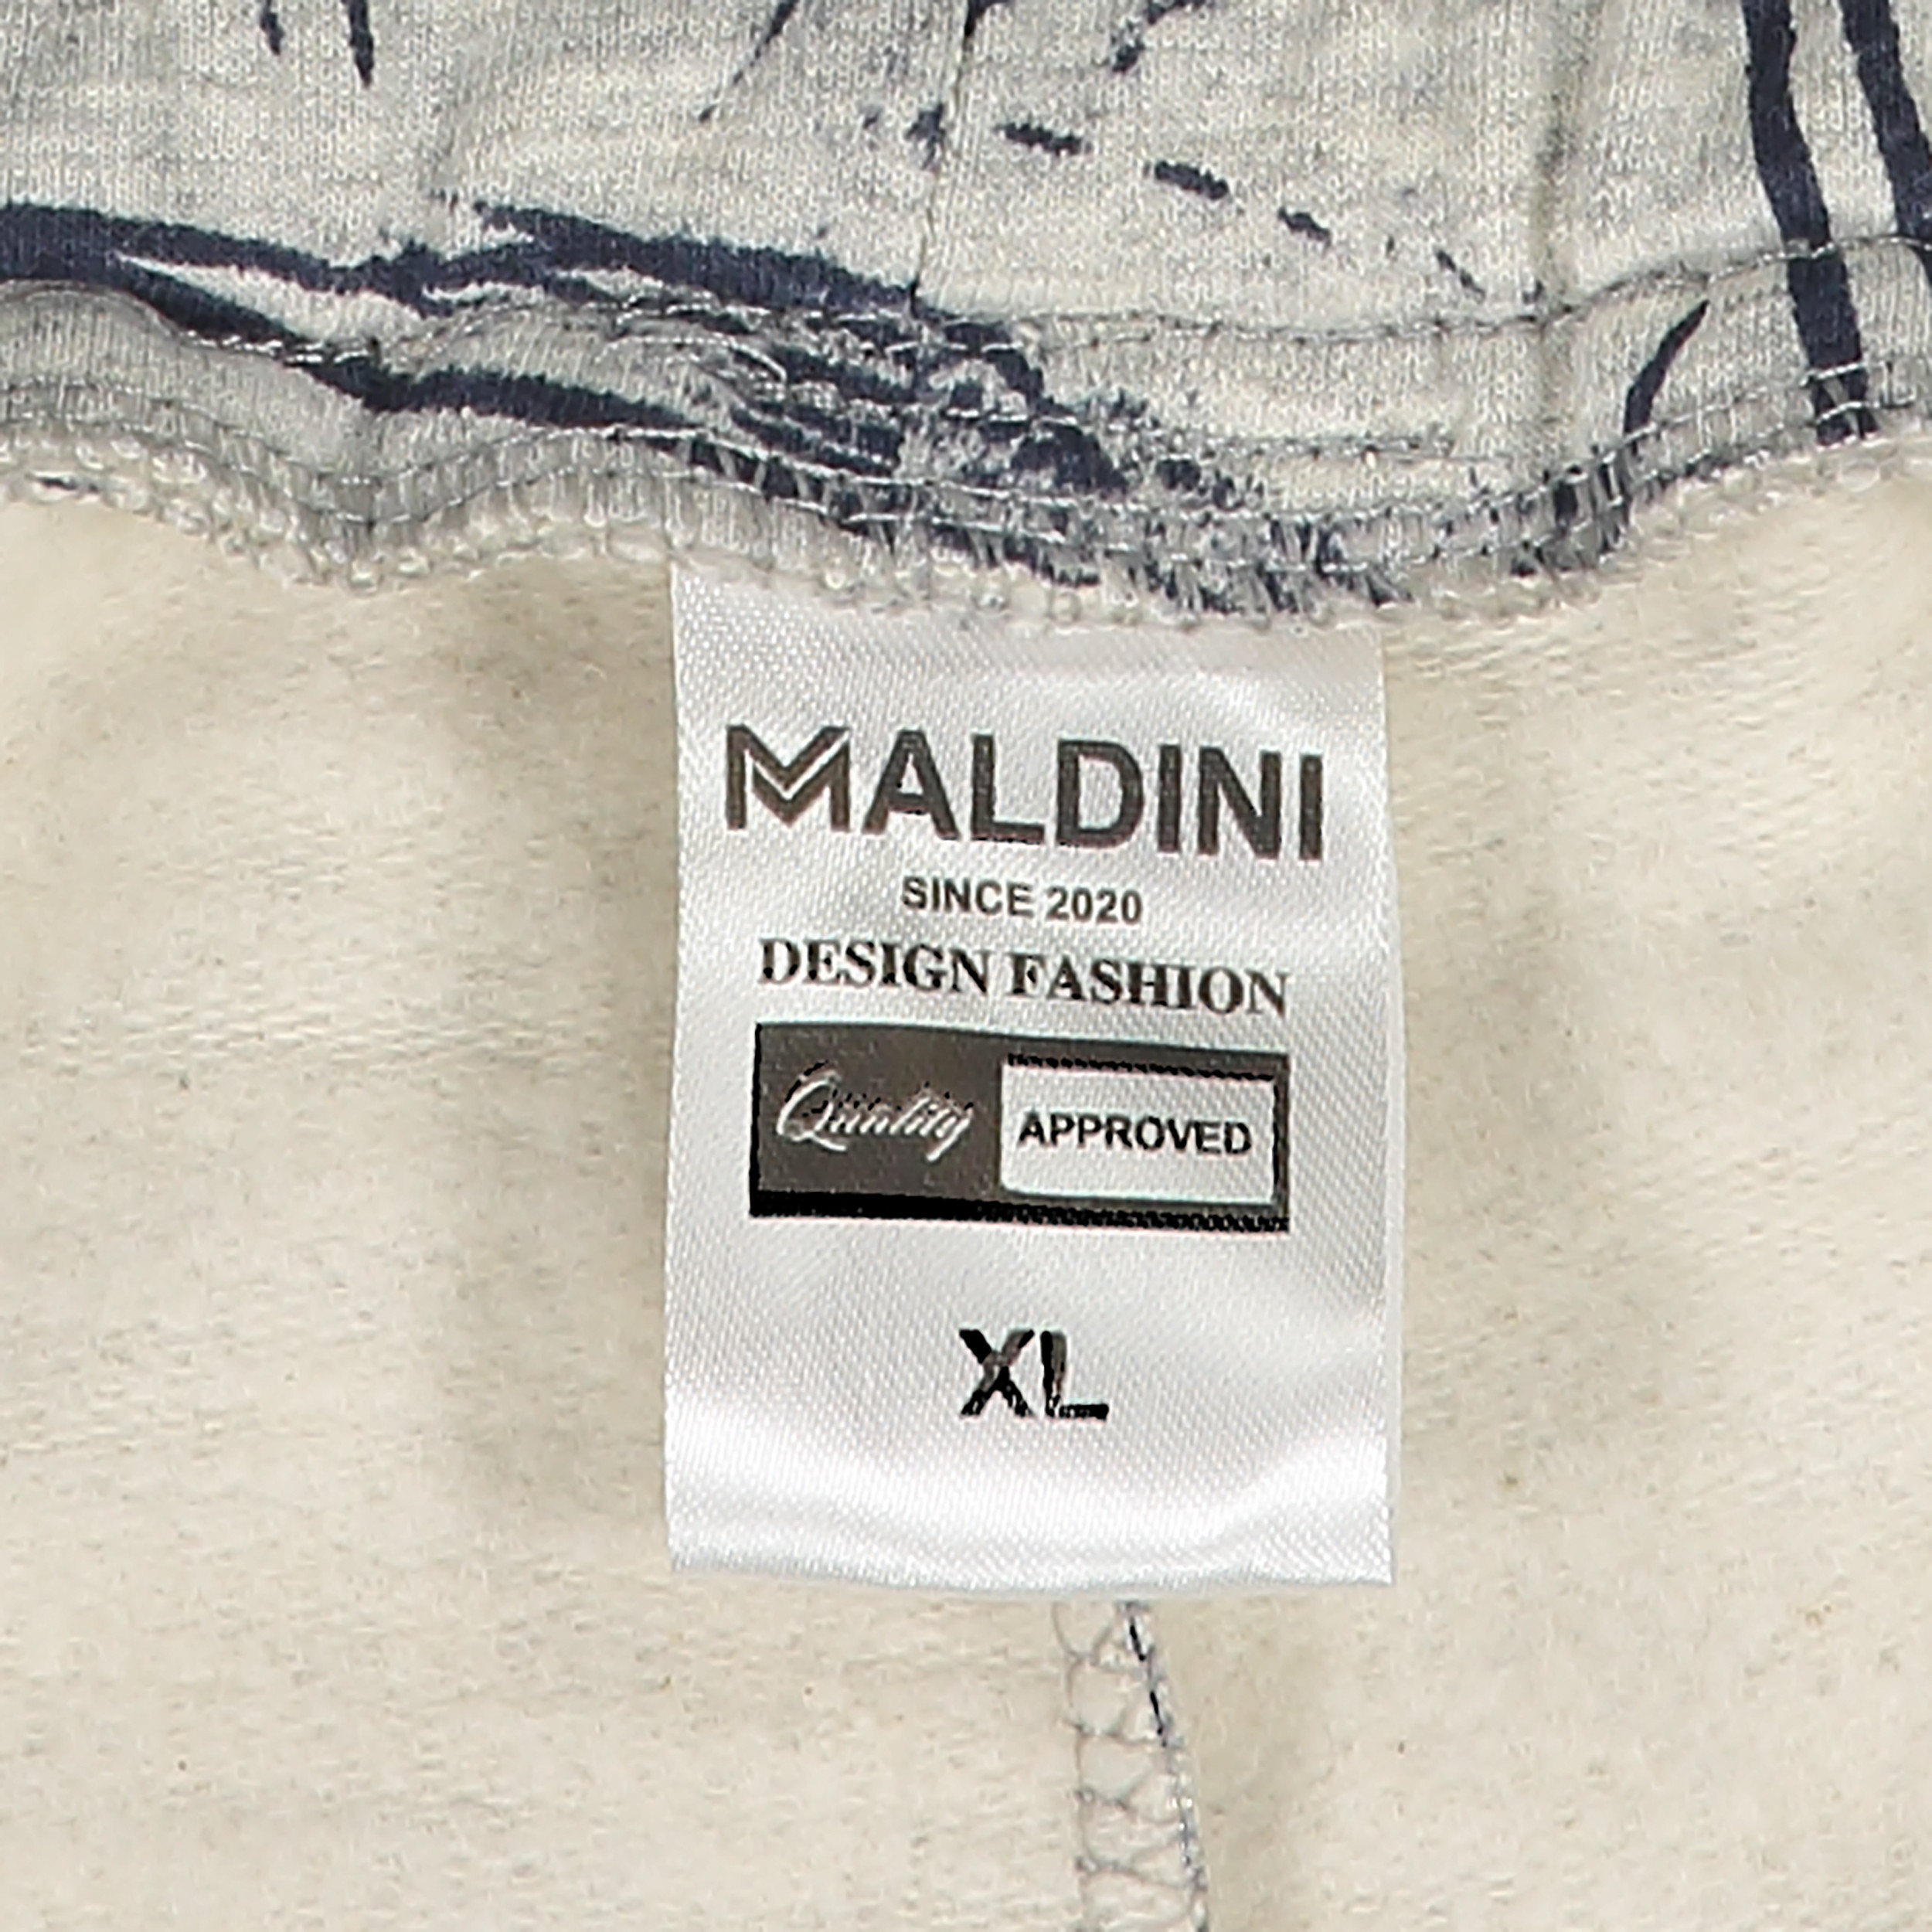 MALDINI
SINCE 2020
DESIGN FASHION
Quality APPROVED
XL